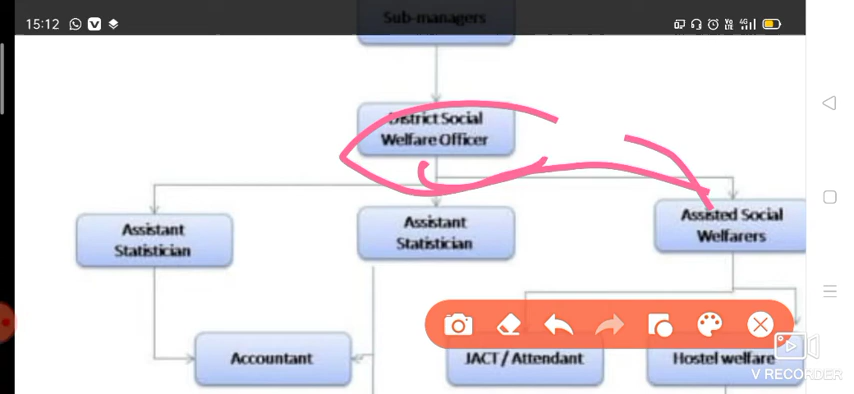 15:12
Sub-managers
District Social
Welfare Officer
Assistant
Statistician
Assistant
Statistician
Assisted Social
Welfarers
Accountant
JACT / Attendant
Hostel welfare
V RECORDER